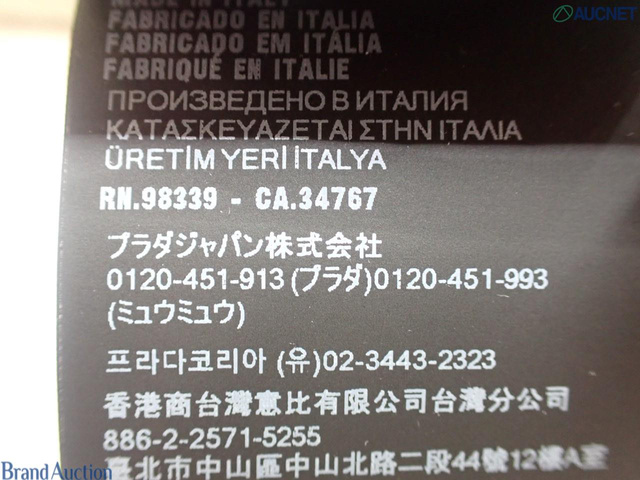 MADE IN ITALY
FABRICADO EN ITALIA
FABRICADO EM ITÁLIA
FABRIQUÉ EN ITALIE
ПРОИЗВЕДЕНО В ИТАЛИЯ
ΚΑΤΑΣΚΕΥΑΖΕΤΑΙ ΣΤΗΝ ΙΤΑΛΙΑ
ÜRETİM YERİ İTALYA
RN.98339 - CA.34767
プラダジャパン株式会社
0120-451-913 (プラダ)0120-451-993
(ミュウミュウ)
프라다코리아 (유)02-3443-2323
香港商台灣惠比有限公司台灣分公司
886-2-2571-5255
臺北市中山區中山北路二段44號12樓A室
AUCNET
Brand Auction